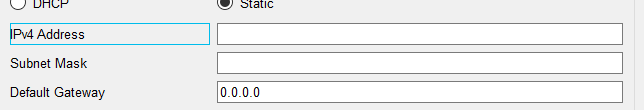 DHCP Static
IPv4 Address
Subnet Mask
Default Gateway 0.0.0.0